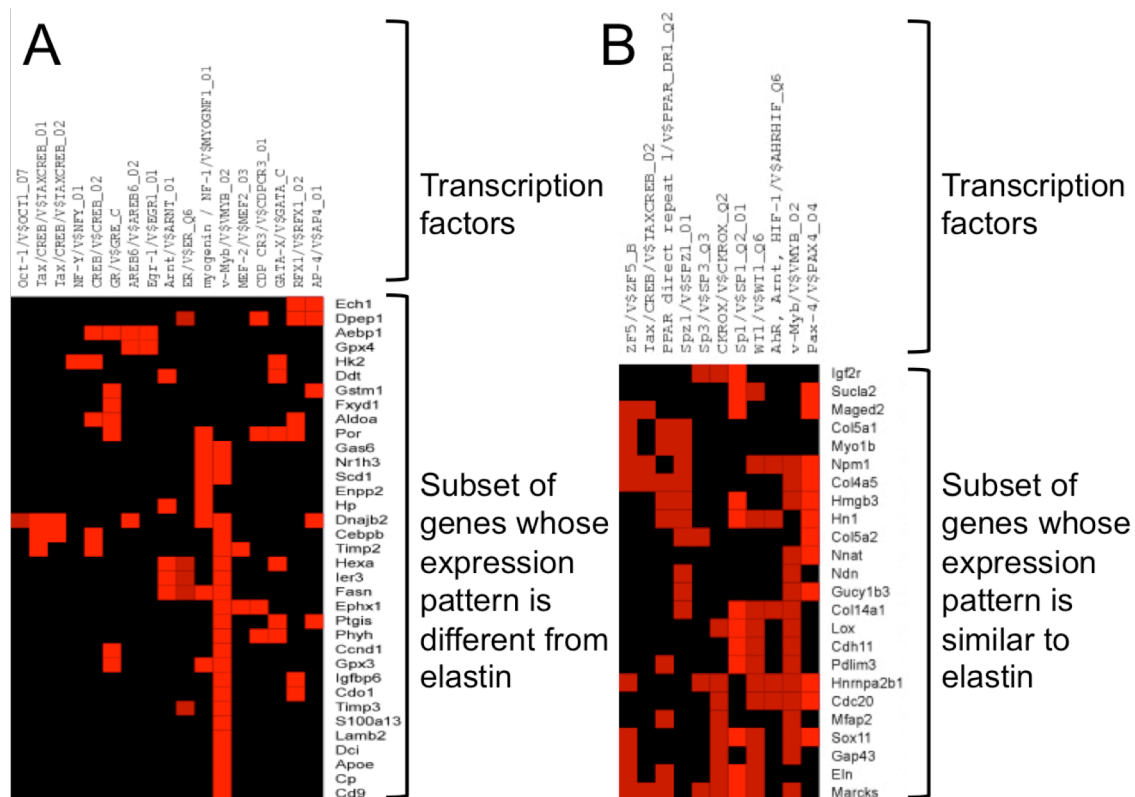 A
Oct-1/V$OCT1_07
Tax/CREB/V$TAXCREB_01
Tax/CREB/V$TAXCREB_02
NF-Y/V$NFY_01
CREB/V$CREB_02
GR/V$GRE_C
AREB6/V$AREB6_02
Egr-1/V$EGR1_01
Arnt/V$ARNT_01
ER/V$ER_Q6
myogenin / NF-1/V$MYOGNF1_01
v-Myb/V$VMYB_02
MEF-2/V$MEF2_03
CDP CR3/V$CDPCR3_01
GATA-X/V$GATA_C
RFX1/V$RFX1_02
AP-4/V$AP4_01
Transcription
factors
Ech1
Dpep1
Aebp1
Gpx4
Hk2
Ddt
Gstm1
Fxyd1
Aldoa
Por
Gas6
Nr1h3
Scd1
Enpp2
Hp
Dnajb2
Cebpb
Timp2
Hexa
Ier3
Fasn
Ephx1
Ptgis
Phyh
Ccnd1
Gpx3
Igfbp6
Cdo1
Timp3
S100a13
Lamb2
Dci
Apoe
Cp
Cd9
Subset of
genes whose
expression
pattern is
different from
elastin
B
ZF5/V$ZF5_B
Tax/CREB/V$TAXCREB_02
PPAR direct repeat 1/V$PPAR_DR1_Q2
Spz1/V$SPZ1_01
Sp3/V$SP3_Q3
CKROX/V$CKROX_Q2
Sp1/V$SP1_Q2_01
WT1/V$WT1_Q6
AhR, Arnt, HIF-1/V$AHRHIF_Q6
v-Myb/V$VMYB_02
Pax-4/V$PAX4_04
Transcription
factors
Igf2r
Sucla2
Maged2
Col5a1
Myo1b
Npm1
Col4a5
Hmgb3
Hn1
Col5a2
Nnat
Ndn
Gucy1b3
Col14a1
Lox
Cdh11
Pdlim3
Hnrnpa2b1
Cdc20
Mfap2
Sox11
Gap43
Eln
Marcks
Subset of
genes whose
expression
pattern is
similar to
elastin